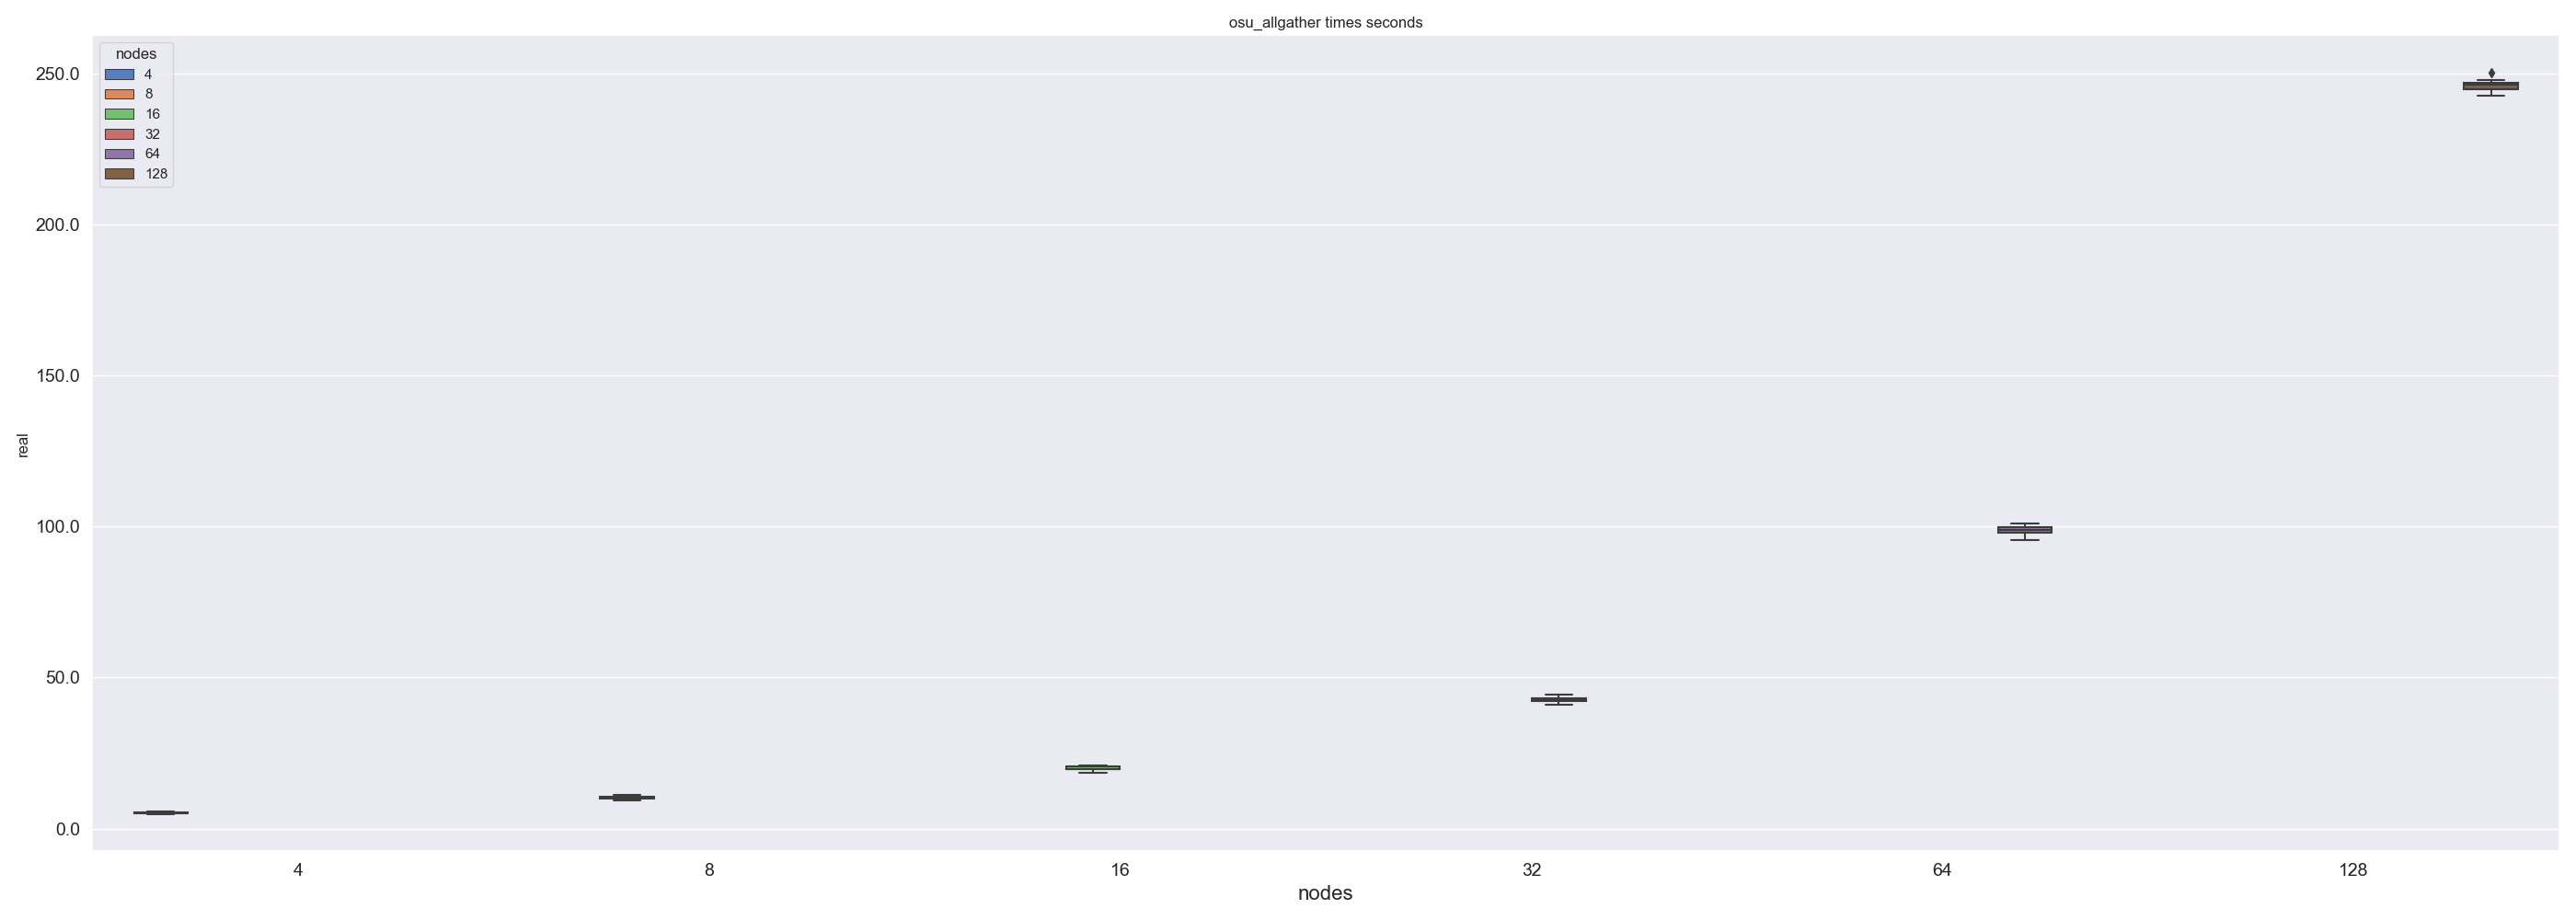 osu_allgather times seconds
nodes
4
8
16
32
64
128
250.0
200.0
150.0
100.0
50.0
0.0
real
4 8 16 32 64 128
nodes